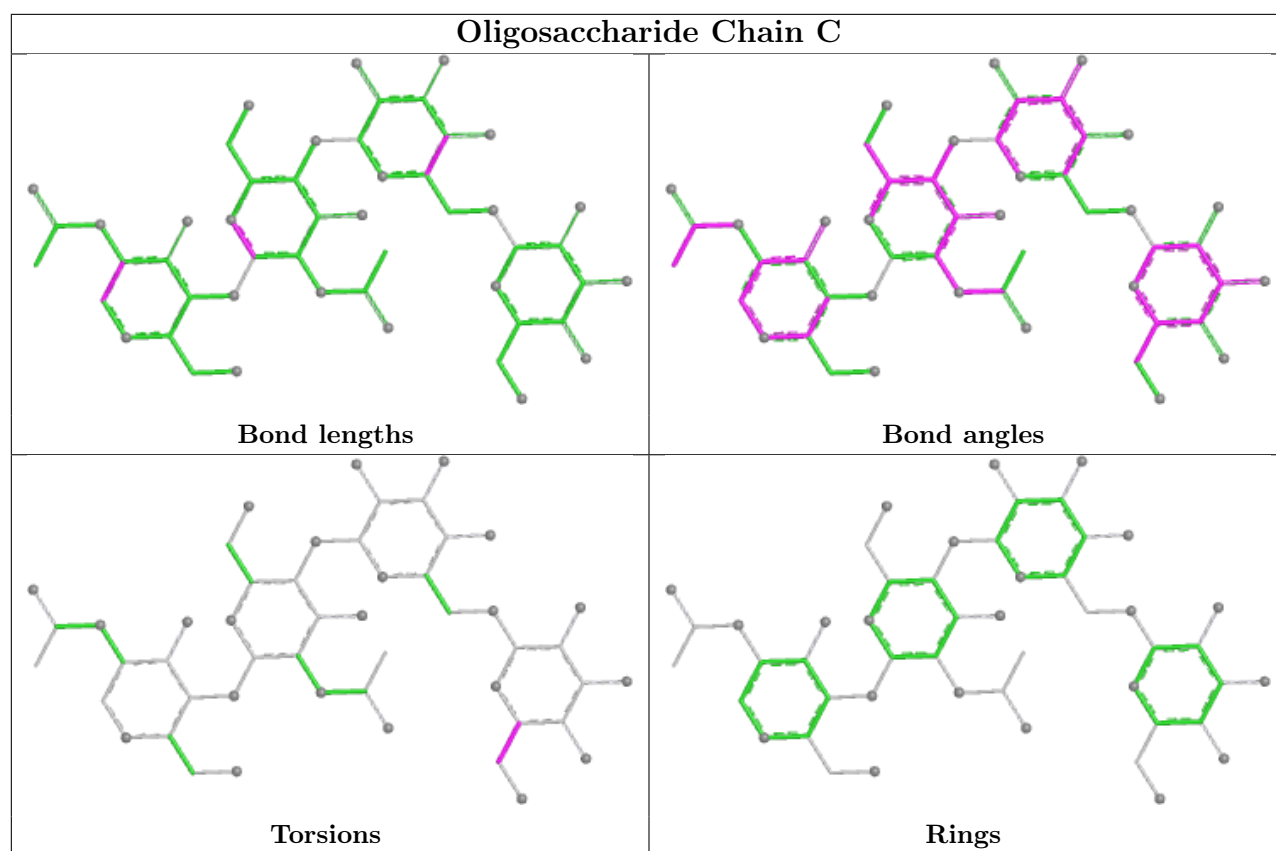 Oligosaccharide Chain C
Bond lengths
Bond angles
Torsions
Rings